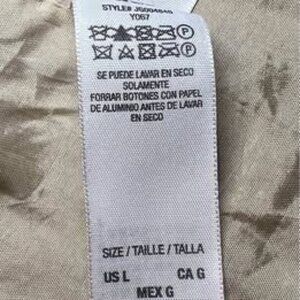 Y067
SE PUEDE LAVAR EN SECO
SOLAMENTE
FORRAR BOTONES CON PAPEL
DE ALUMINIO ANTES DE LAVAR
EN SECO
SIZE / TAILLE / TALLA
US L CA G
MEX G